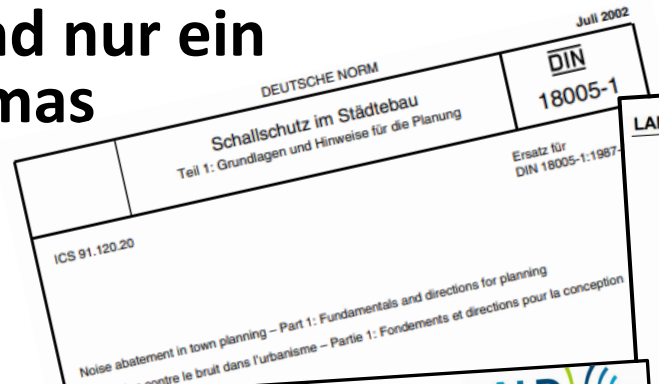 nd nur ein
mas
Juli 2002
DEUTSCHE NORM
DIN
18005-1
Schallschutz im Städtebau
Teil 1: Grundlagen und Hinweise für die Planung
Ersatz für
DIN 18005-1:1987-
ICS 91.120.20
Noise abatement in town planning – Part 1: Fundamentals and directions for planning
contre le bruit dans l'urbanisme – Partie 1: Fondements et directions pour la conception